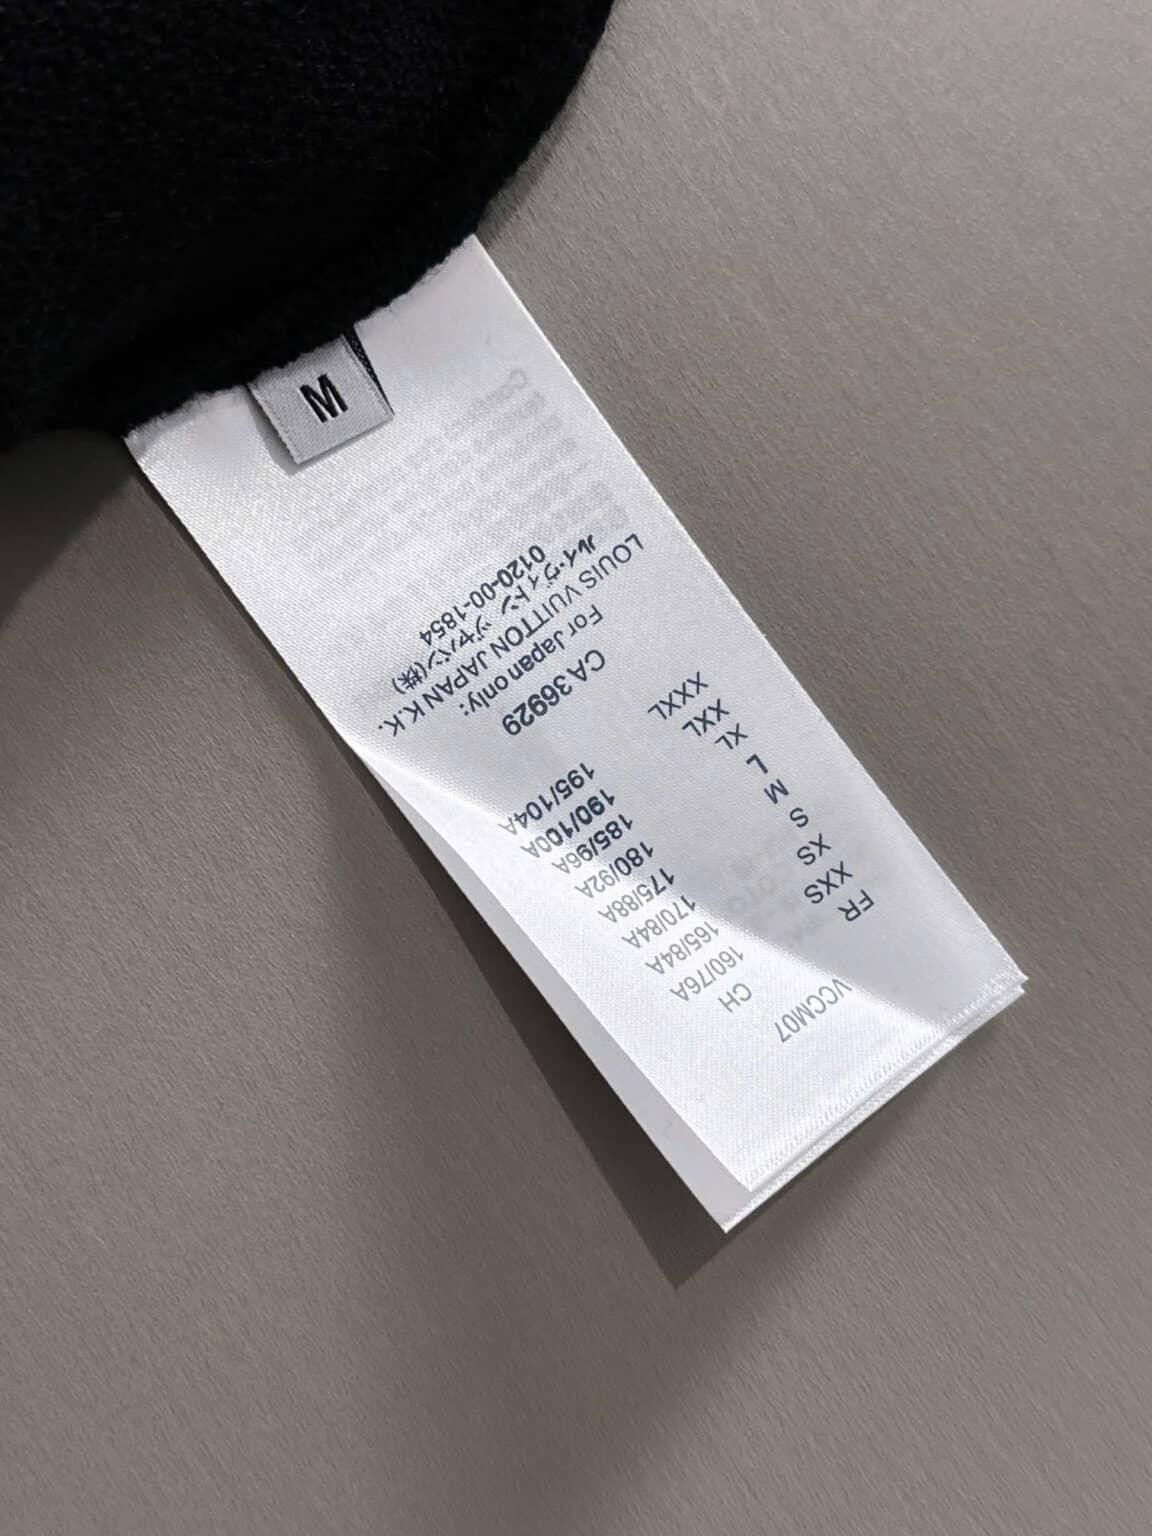 M
VCCM07
FR CH
XXS 160/76A
XS 165/84A
S 170/84A
M 175/88A
L 180/92A
XL 185/96A
XXL 190/100A
XXXL 195/104A
CA 36929
For Japan only:
LOUIS VUITTON JAPAN K.K.
ルイ・ヴィトン ジャパン(株)
0120-00-1854